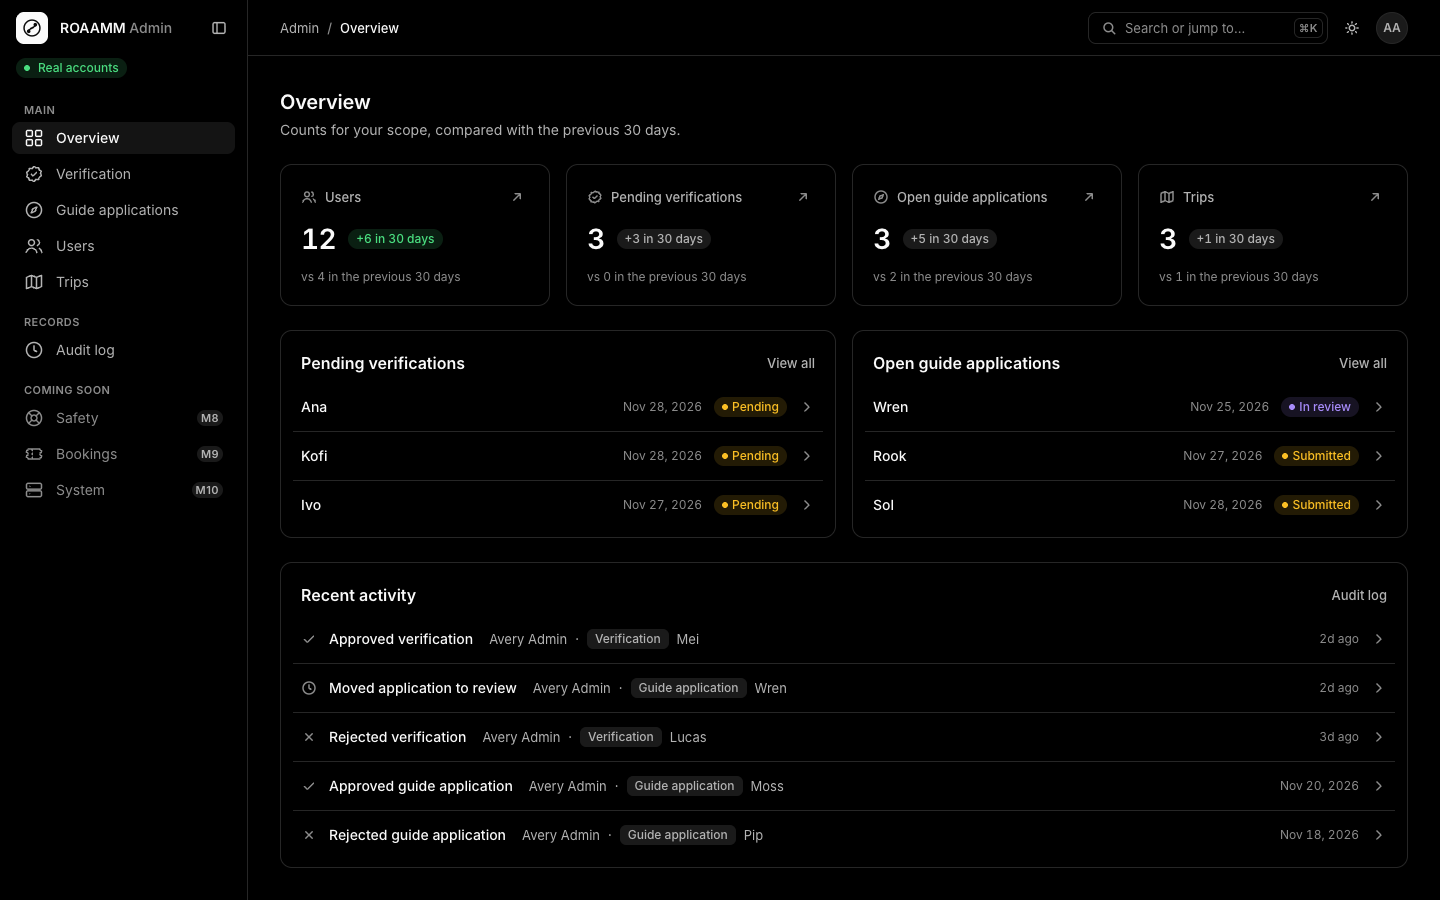 ROAAMM Admin
Real accounts
MAIN
Overview
Verification
Guide applications
Users
Trips
RECORDS
Audit log
COMING SOON
Safety M8
Bookings M9
System M10
Admin / Overview
Search or jump to... ⌘K
AA
Overview
Counts for your scope, compared with the previous 30 days.
Users
12 +6 in 30 days
vs 4 in the previous 30 days
Pending verifications
3 +3 in 30 days
vs 0 in the previous 30 days
Open guide applications
3 +5 in 30 days
vs 2 in the previous 30 days
Trips
3 +1 in 30 days
vs 1 in the previous 30 days
Pending verifications View all
Ana Nov 28, 2026 Pending
Kofi Nov 28, 2026 Pending
Ivo Nov 27, 2026 Pending
Open guide applications View all
Wren Nov 25, 2026 In review
Rook Nov 27, 2026 Submitted
Sol Nov 28, 2026 Submitted
Recent activity Audit log
Approved verification Avery Admin · Verification Mei 2d ago
Moved application to review Avery Admin · Guide application Wren 2d ago
Rejected verification Avery Admin · Verification Lucas 3d ago
Approved guide application Avery Admin · Guide application Moss Nov 20, 2026
Rejected guide application Avery Admin · Guide application Pip Nov 18, 2026